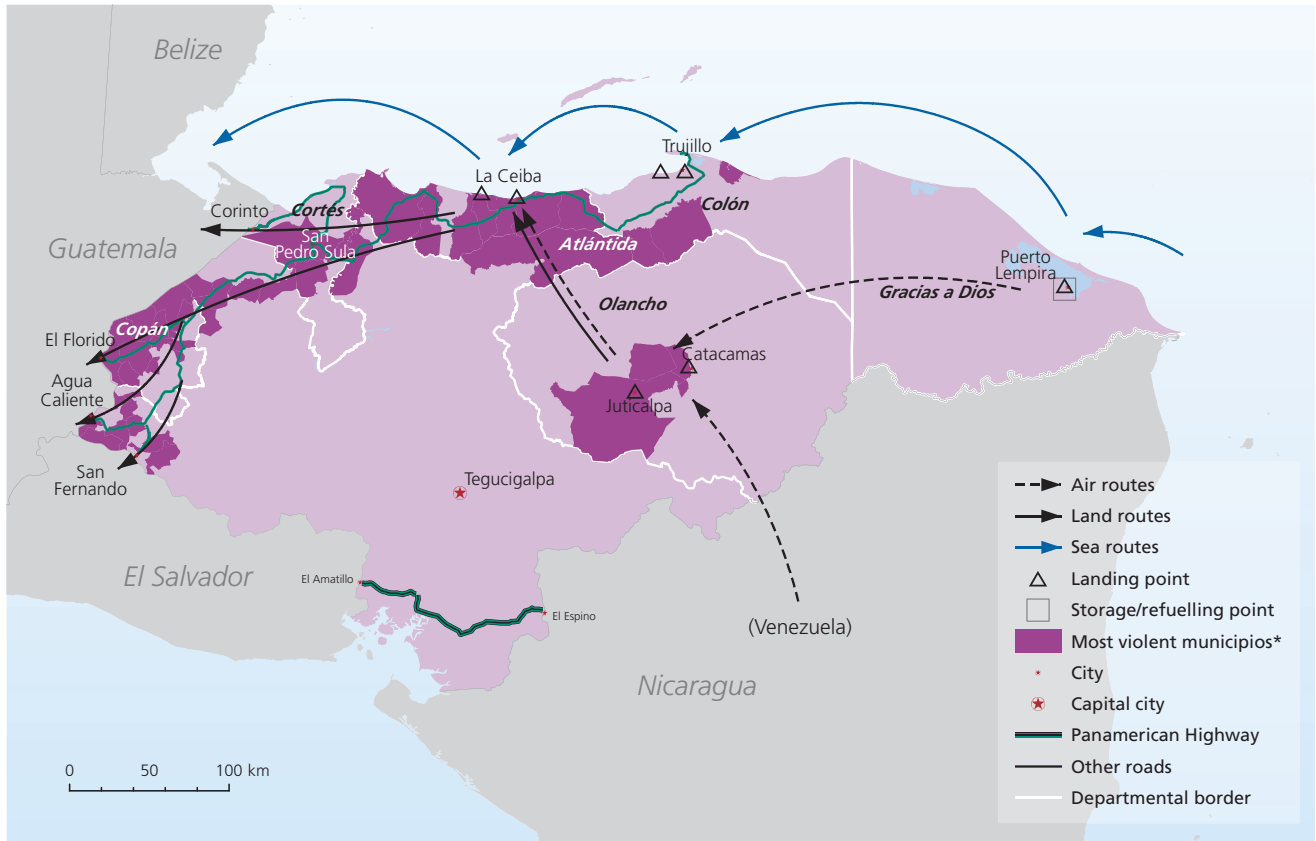 Belize
Trujillo
La Ceiba
Corinto
Cortés
Colón
San
Pedro Sula
Guatemala
Atlántida
Puerto
Lempira
Olancho
Gracias a Dios
Copán
El Florido
Catacamas
Agua
Caliente
Juticalpa
San
Fernando
Tegucigalpa
El Salvador
El Amatillo
El Espino
(Venezuela)
Nicaragua
0 50 100 km
Air routes
Land routes
Sea routes
Landing point
Storage/refuelling point
Most violent municipios*
City
Capital city
Panamerican Highway
Other roads
Departmental border